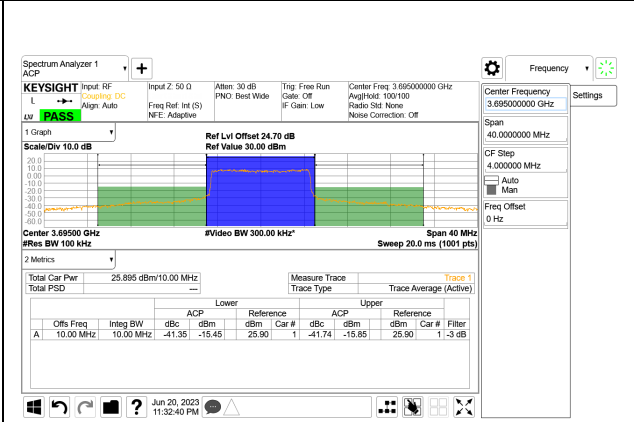 Spectrum Analyzer 1
ACP
Frequency
KEYSIGHT Input: RF Input Z: 50 Ω Atten: 30 dB Trig: Free Run Center Freq: 3.695000000 GHz
L Coupling: DC PNO: Best Wide Gate: Off Avg|Hold: 100/100
Align: Auto Freq Ref: Int (S) IF Gain: Low Radio Std: None
LXI PASS NFE: Adaptive Noise Correction: Off
Center Frequency
3.695000000 GHz
Settings
Span
40.0000000 MHz
CF Step
4.000000 MHz
Auto
Man
Freq Offset
0 Hz
1 Graph
Ref Lvl Offset 24.70 dB
Scale/Div 10.0 dB Ref Value 30.00 dBm
20.0
10.0
0.00
-10.0
-20.0
-30.0
-40.0
-50.0
-60.0
Center 3.69500 GHz #Video BW 300.00 kHz* Span 40 MHz
#Res BW 100 kHz Sweep 20.0 ms (1001 pts)
2 Metrics
Total Car Pwr 25.895 dBm/10.00 MHz Measure Trace Trace 1
Total PSD --- Trace Type Trace Average (Active)
Lower Upper
ACP Reference ACP Reference
Offs Freq Integ BW dBc dBm dBm Car # dBc dBm dBm Car # Filter
A 10.00 MHz 10.00 MHz -41.35 -15.45 25.90 1 -41.74 -15.85 25.90 1 -3 dB
?
Jun 20, 2023
11:32:40 PM